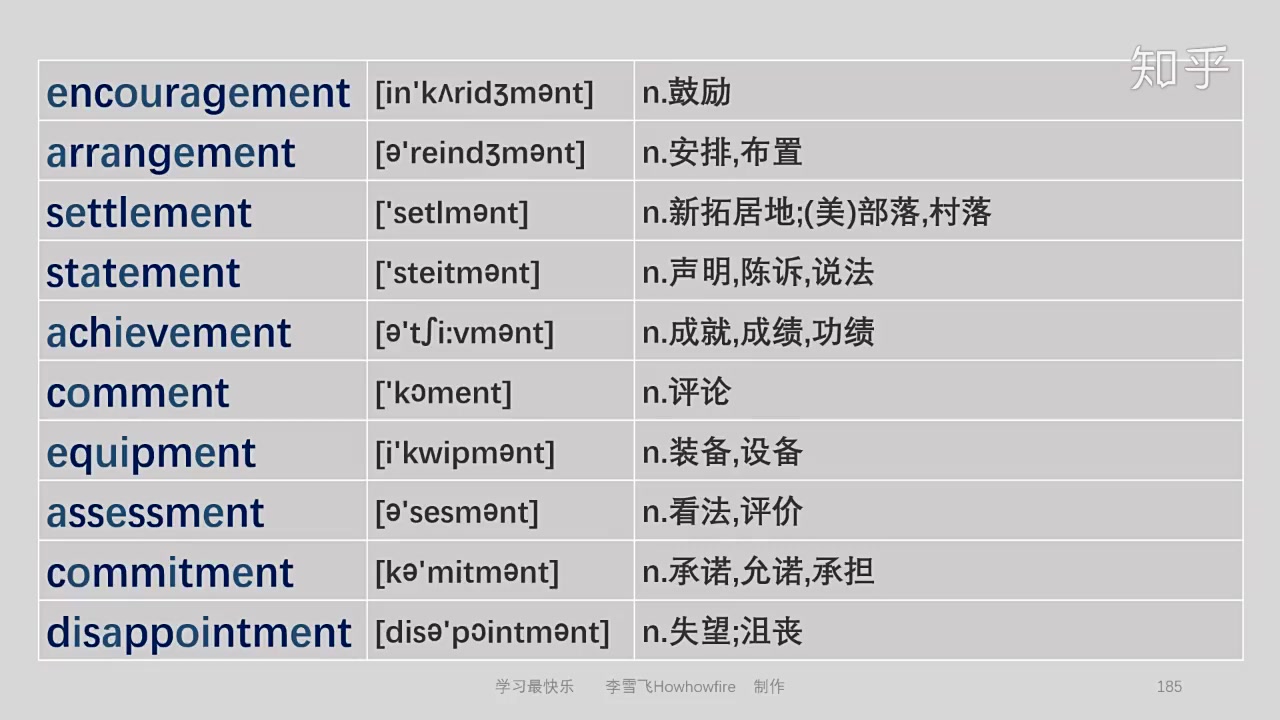 知乎
encouragement [in'kʌridʒmənt] n.鼓励
arrangement [ə'reindʒmənt] n.安排,布置
settlement ['setlmənt] n.新拓居地;(美)部落,村落
statement ['steitmənt] n.声明,陈诉,说法
achievement [ə'tʃi:vmənt] n.成就,成绩,功绩
comment ['kɔment] n.评论
equipment [i'kwipmənt] n.装备,设备
assessment [ə'sesmənt] n.看法,评价
commitment [kə'mitmənt] n.承诺,允诺,承担
disappointment [disə'pɔintmənt] n.失望;沮丧
学习最快乐 李雪飞Howhowfire 制作 185